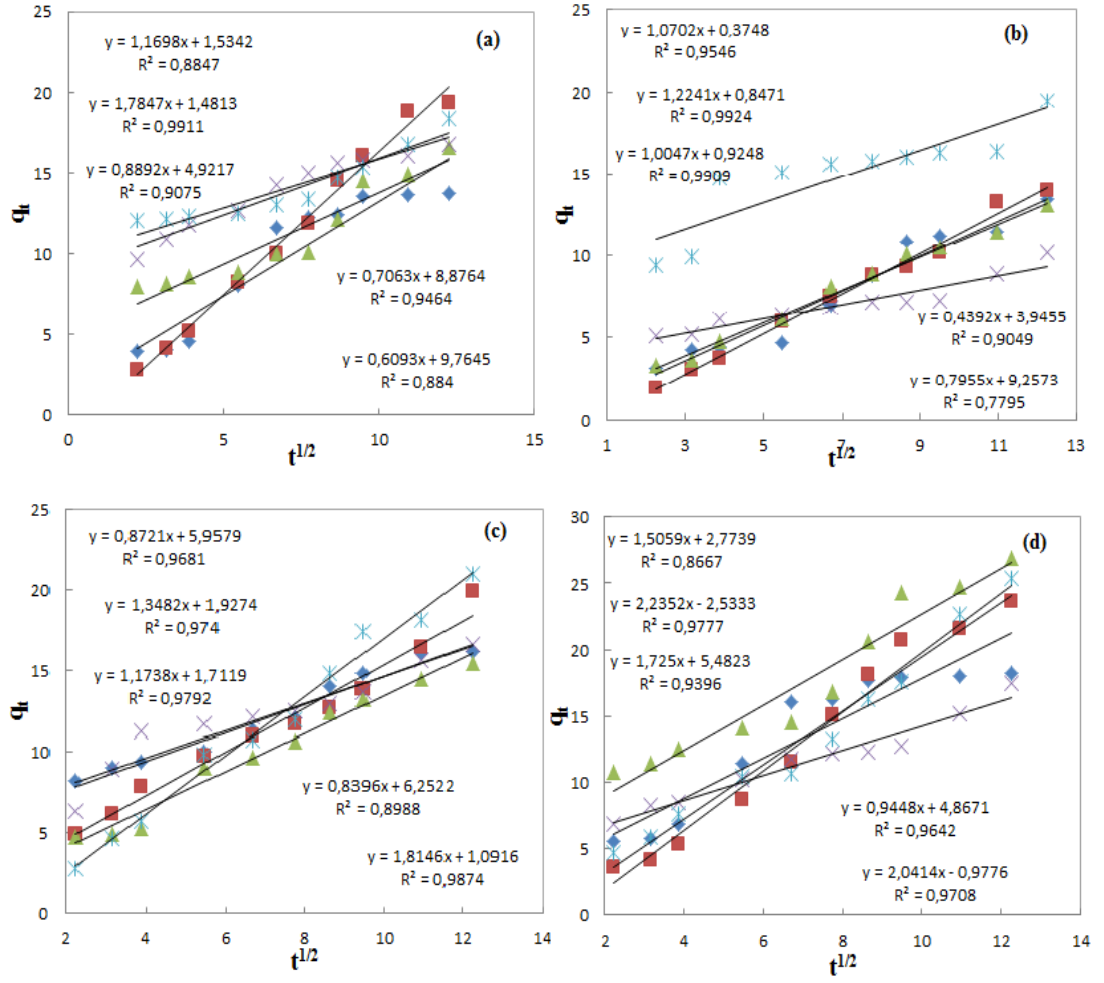 (a)
y = 1,1698x + 1,5342
R² = 0,8847
y = 1,7847x + 1,4813
R² = 0,9911
y = 0,8892x + 4,9217
R² = 0,9075
y = 0,7063x + 8,8764
R² = 0,9464
y = 0,6093x + 9,7645
R² = 0,884
25
20
15
10
5
0
qt
0 5 10 15
t1/2
(b)
y = 1,0702x + 0,3748
R² = 0,9546
y = 1,2241x + 0,8471
R² = 0,9924
y = 1,0047x + 0,9248
R² = 0,9909
y = 0,4392x + 3,9455
R² = 0,9049
y = 0,7955x + 9,2573
R² = 0,7795
25
20
15
10
5
0
qt
1 3 5 7 9 11 13
t1/2
(c)
y = 0,8721x + 5,9579
R² = 0,9681
y = 1,3482x + 1,9274
R² = 0,974
y = 1,1738x + 1,7119
R² = 0,9792
y = 0,8396x + 6,2522
R² = 0,8988
y = 1,8146x + 1,0916
R² = 0,9874
25
20
15
10
5
0
qt
2 4 6 8 10 12 14
t1/2
(d)
y = 1,5059x + 2,7739
R² = 0,8667
y = 2,2352x - 2,5333
R² = 0,9777
y = 1,725x + 5,4823
R² = 0,9396
y = 0,9448x + 4,8671
R² = 0,9642
y = 2,0414x - 0,9776
R² = 0,9708
30
25
20
15
10
5
0
qt
2 4 6 8 10 12 14
t1/2